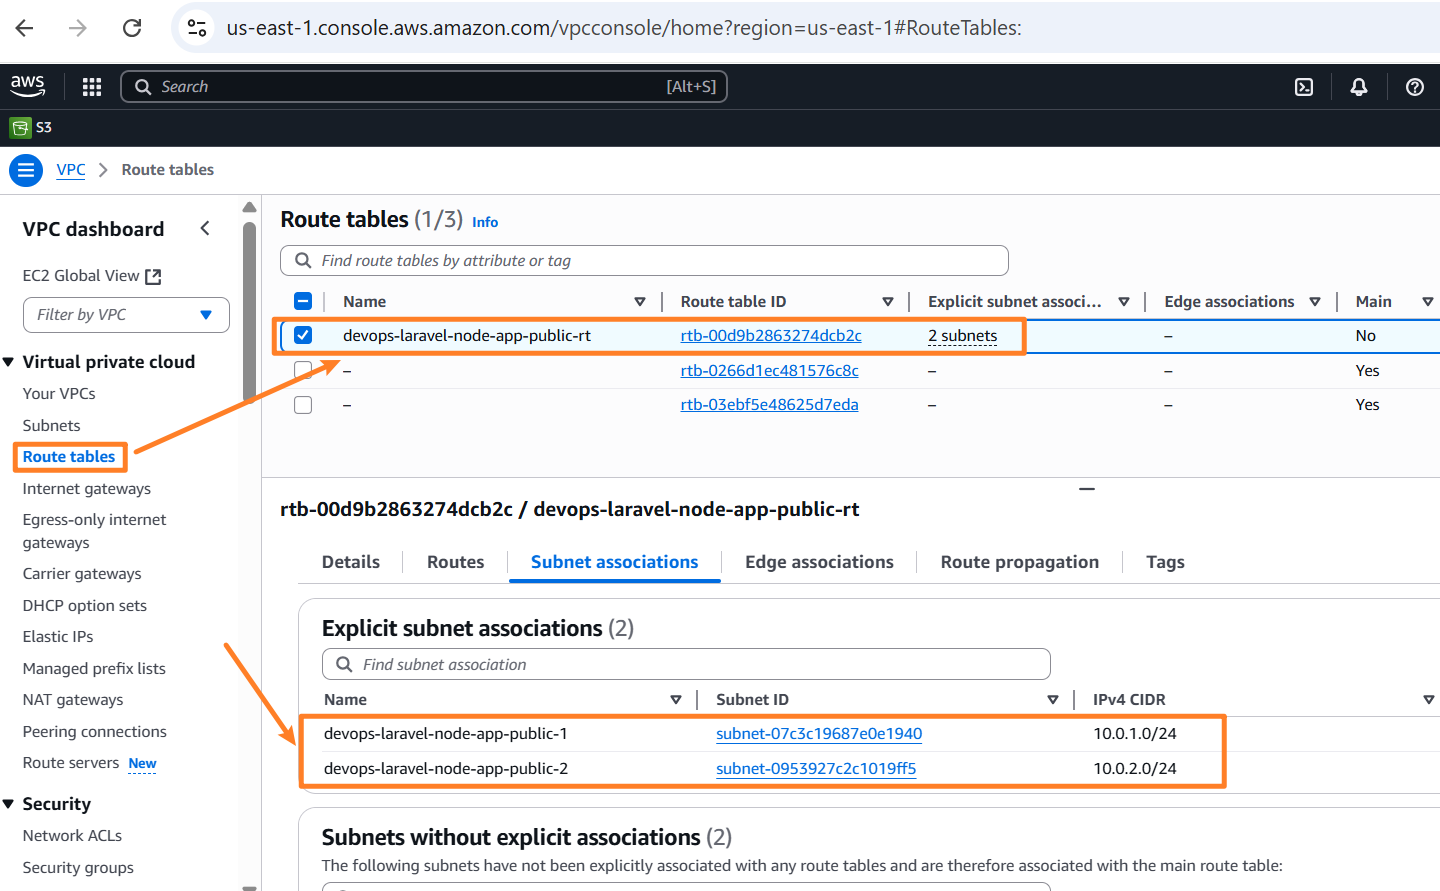 us-east-1.console.aws.amazon.com/vpcconsole/home?region=us-east-1#RouteTables:
aws
Search
[Alt+S]
S3
VPC
Route tables
VPC dashboard
EC2 Global View
Filter by VPC
Virtual private cloud
Your VPCs
Subnets
Route tables
Internet gateways
Egress-only internet
gateways
Carrier gateways
DHCP option sets
Elastic IPs
Managed prefix lists
NAT gateways
Peering connections
Route servers New
Security
Network ACLs
Security groups
Route tables (1/3) Info
Find route tables by attribute or tag
Name Route table ID Explicit subnet associ... Edge associations Main
devops-laravel-node-app-public-rt rtb-00d9b2863274dcb2c 2 subnets – No
– rtb-0266d1ec481576c8c – – Yes
– rtb-03ebf5e48625d7eda – – Yes
rtb-00d9b2863274dcb2c / devops-laravel-node-app-public-rt
Details Routes Subnet associations Edge associations Route propagation Tags
Explicit subnet associations (2)
Find subnet association
Name Subnet ID IPv4 CIDR
devops-laravel-node-app-public-1 subnet-07c3c19687e0e1940 10.0.1.0/24
devops-laravel-node-app-public-2 subnet-0953927c2c1019ff5 10.0.2.0/24
Subnets without explicit associations (2)
The following subnets have not been explicitly associated with any route tables and are therefore associated with the main route table: